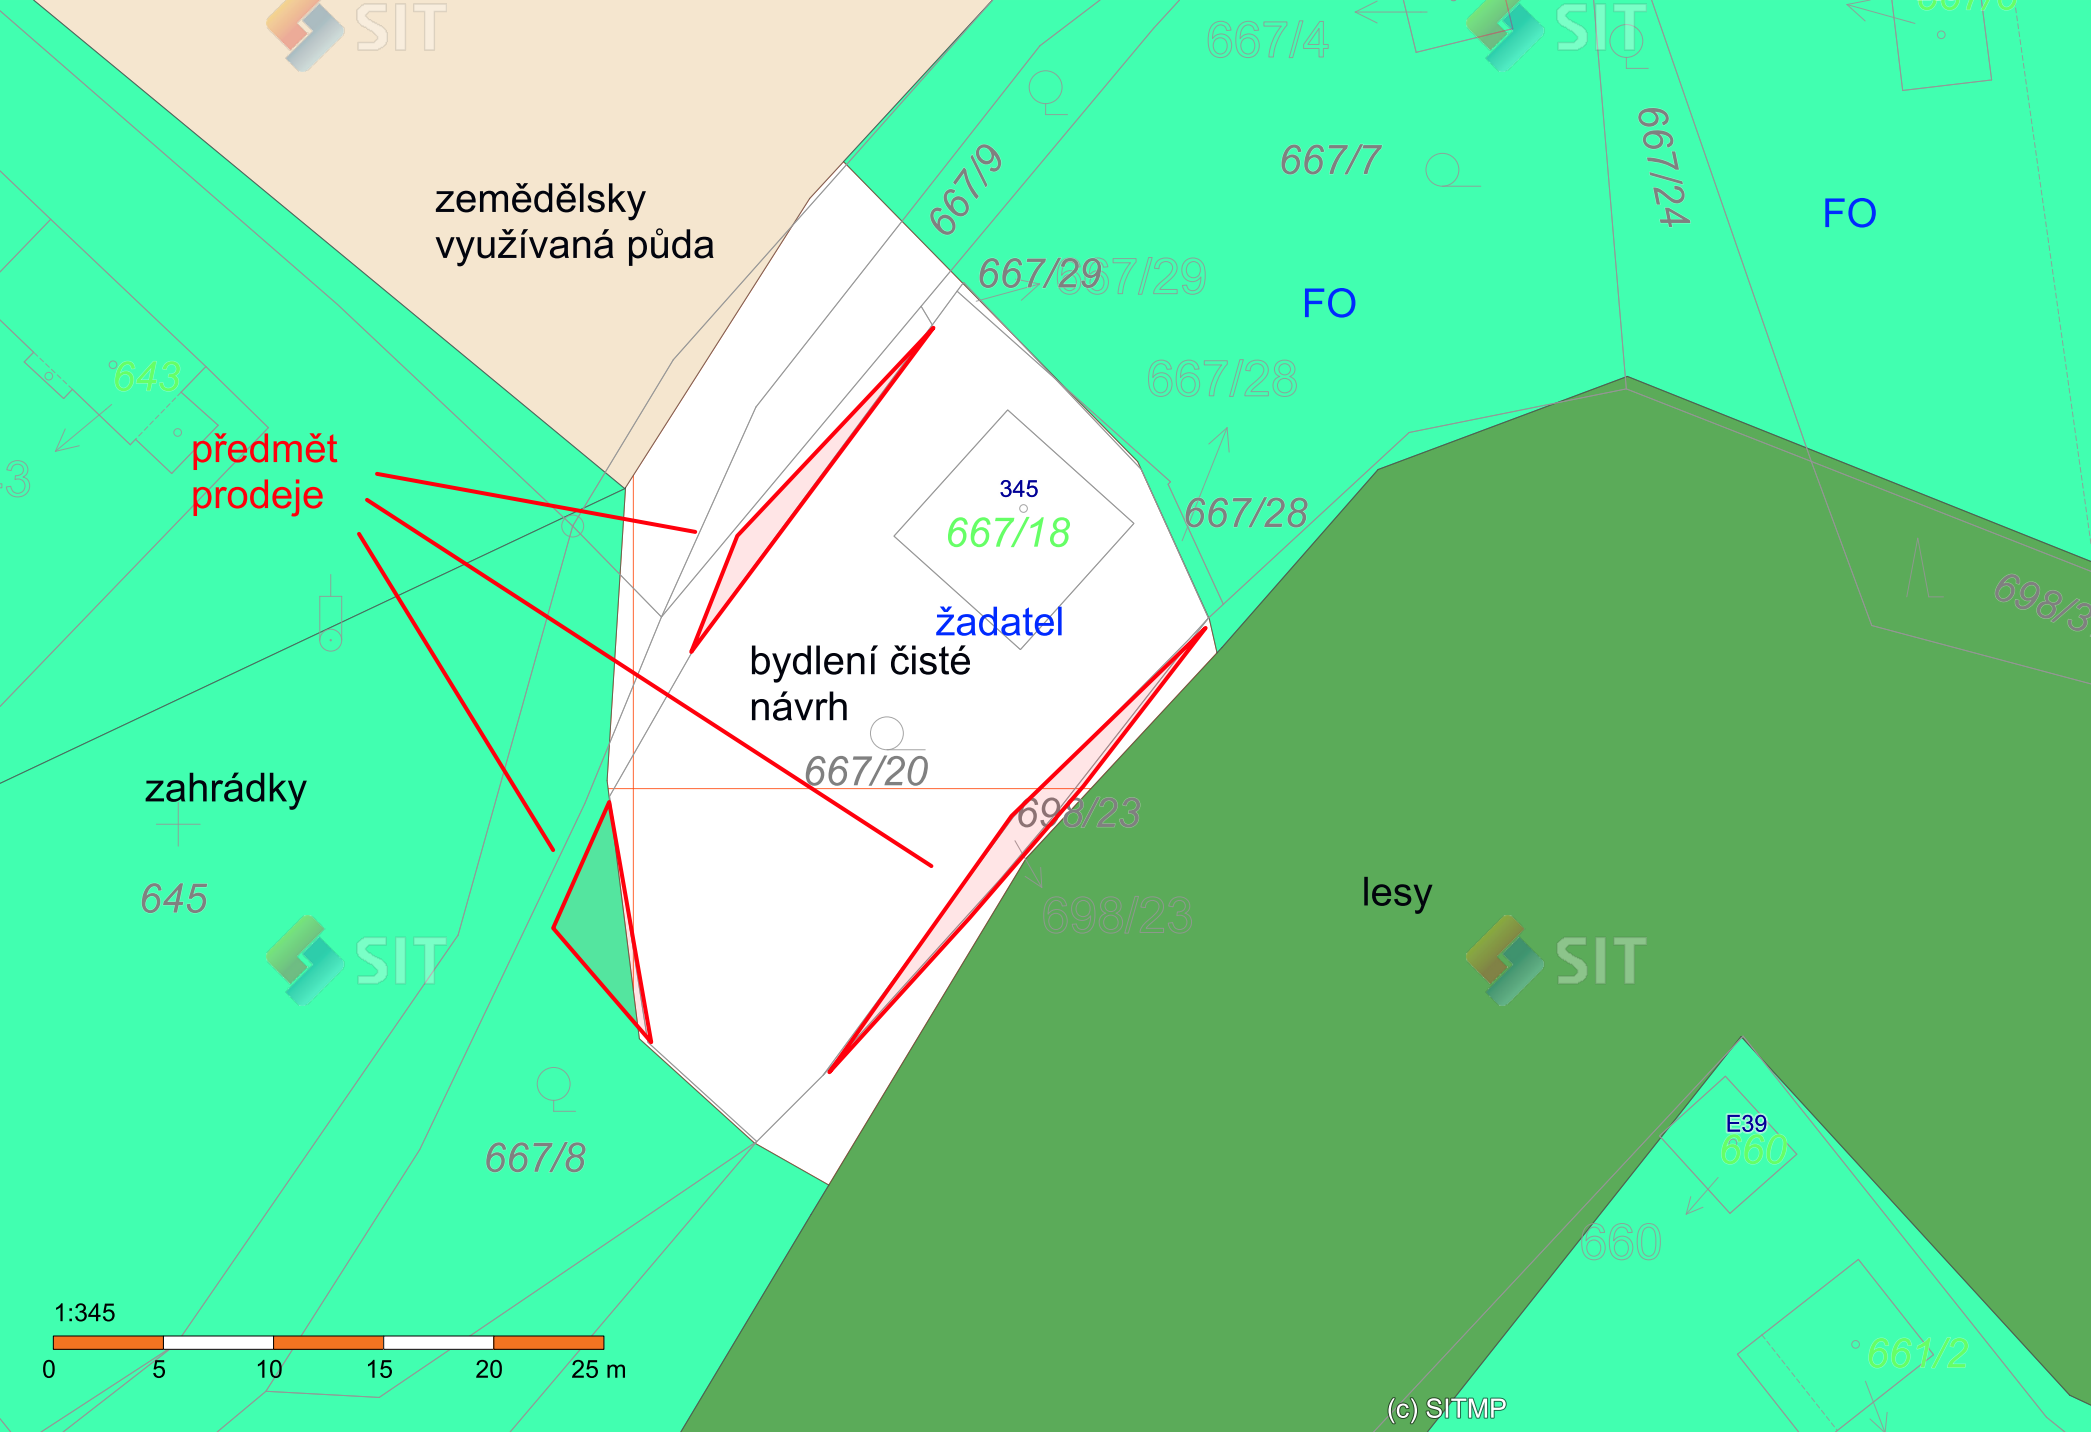 SIT
667/4
SIT
667/9
667/7
667/24
zemědělsky
využívaná půda
FO
667/29
667/29
FO
643
667/28
předmět
prodeje
345
667/28
667/18
698/3
žadatel
bydlení čisté
návrh
667/20
zahrádky
698/23
645
lesy
698/23
SIT
SIT
E39
660
667/8
660
1:345
661/2
0 5 10 15 20 25 m
(c) SITMP